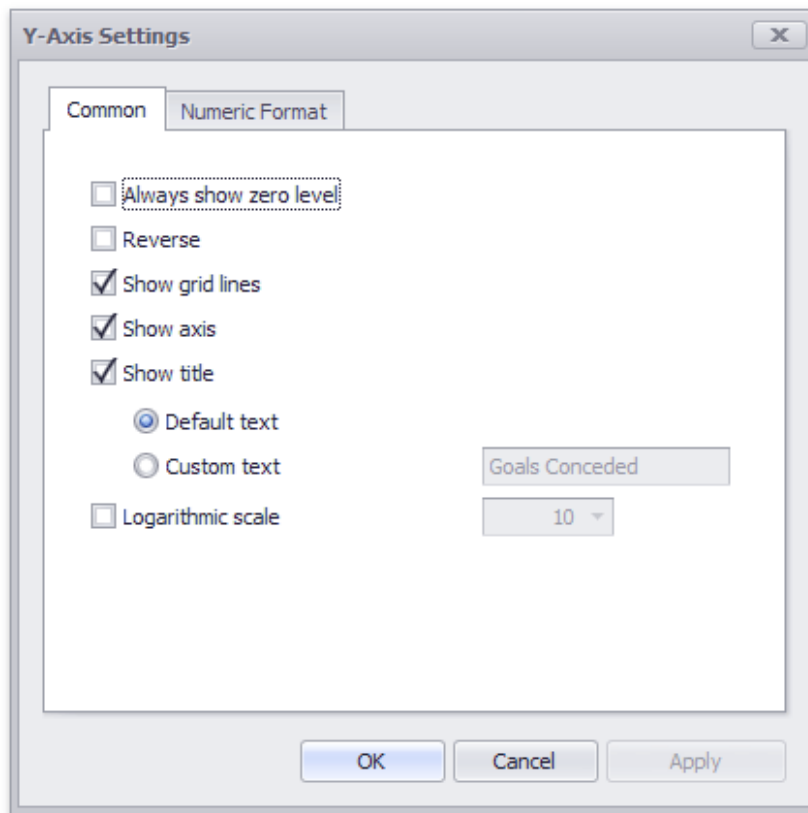 Y-Axis Settings
Common Numeric Format
Always show zero level
Reverse
Show grid lines
Show axis
Show title
Default text
Custom text Goals Conceded
Logarithmic scale 10
OK Cancel Apply